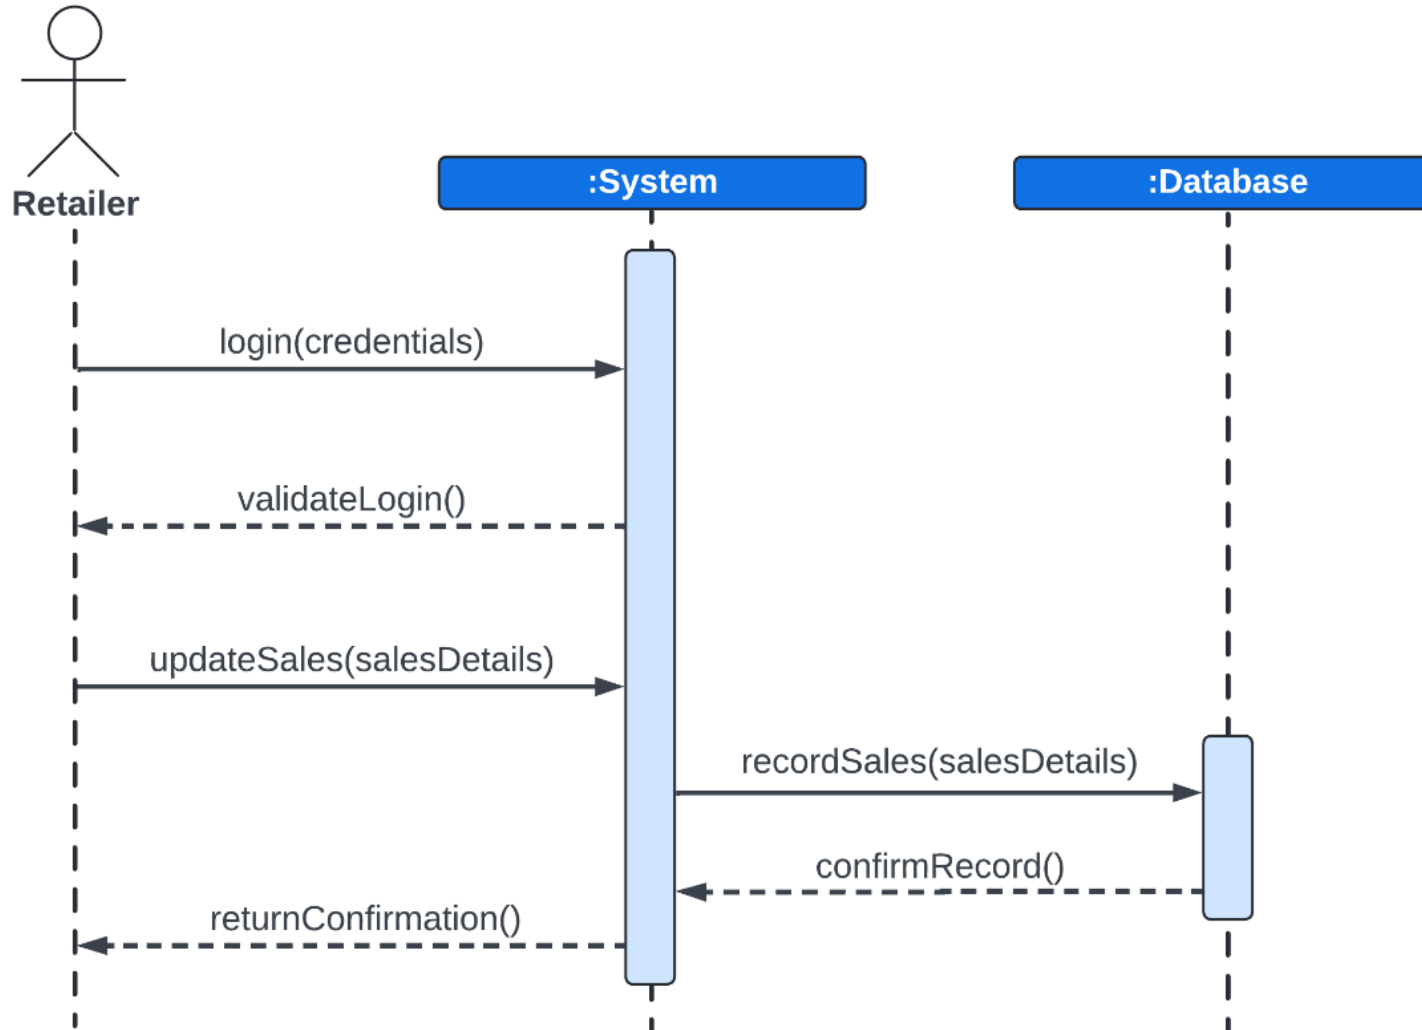 Retailer
:System
:Database
login(credentials)
validateLogin()
updateSales(salesDetails)
recordSales(salesDetails)
confirmRecord()
returnConfirmation()